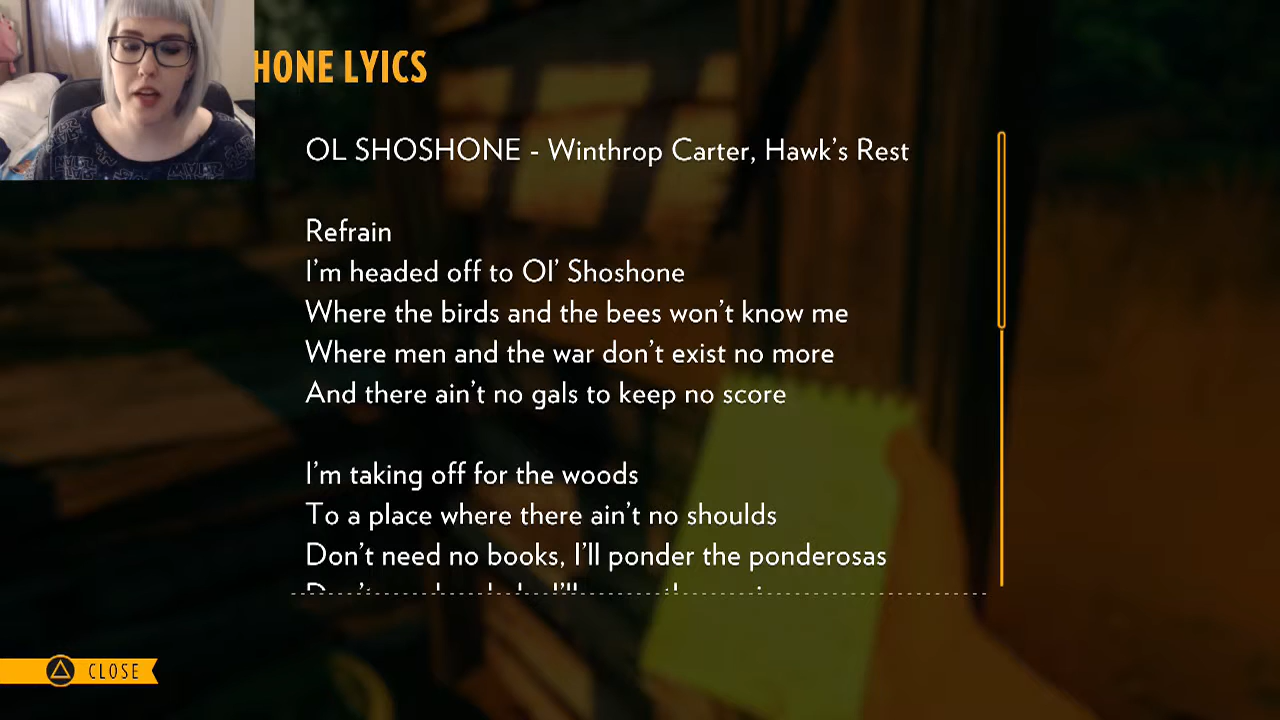 HONE LYICS
OL SHOSHONE - Winthrop Carter, Hawk's Rest
Refrain
I'm headed off to Ol' Shoshone
Where the birds and the bees won't know me
Where men and the war don't exist no more
And there ain't no gals to keep no score
I'm taking off for the woods
To a place where there ain't no shoulds
Don't need no books, I'll ponder the ponderosas
CLOSE